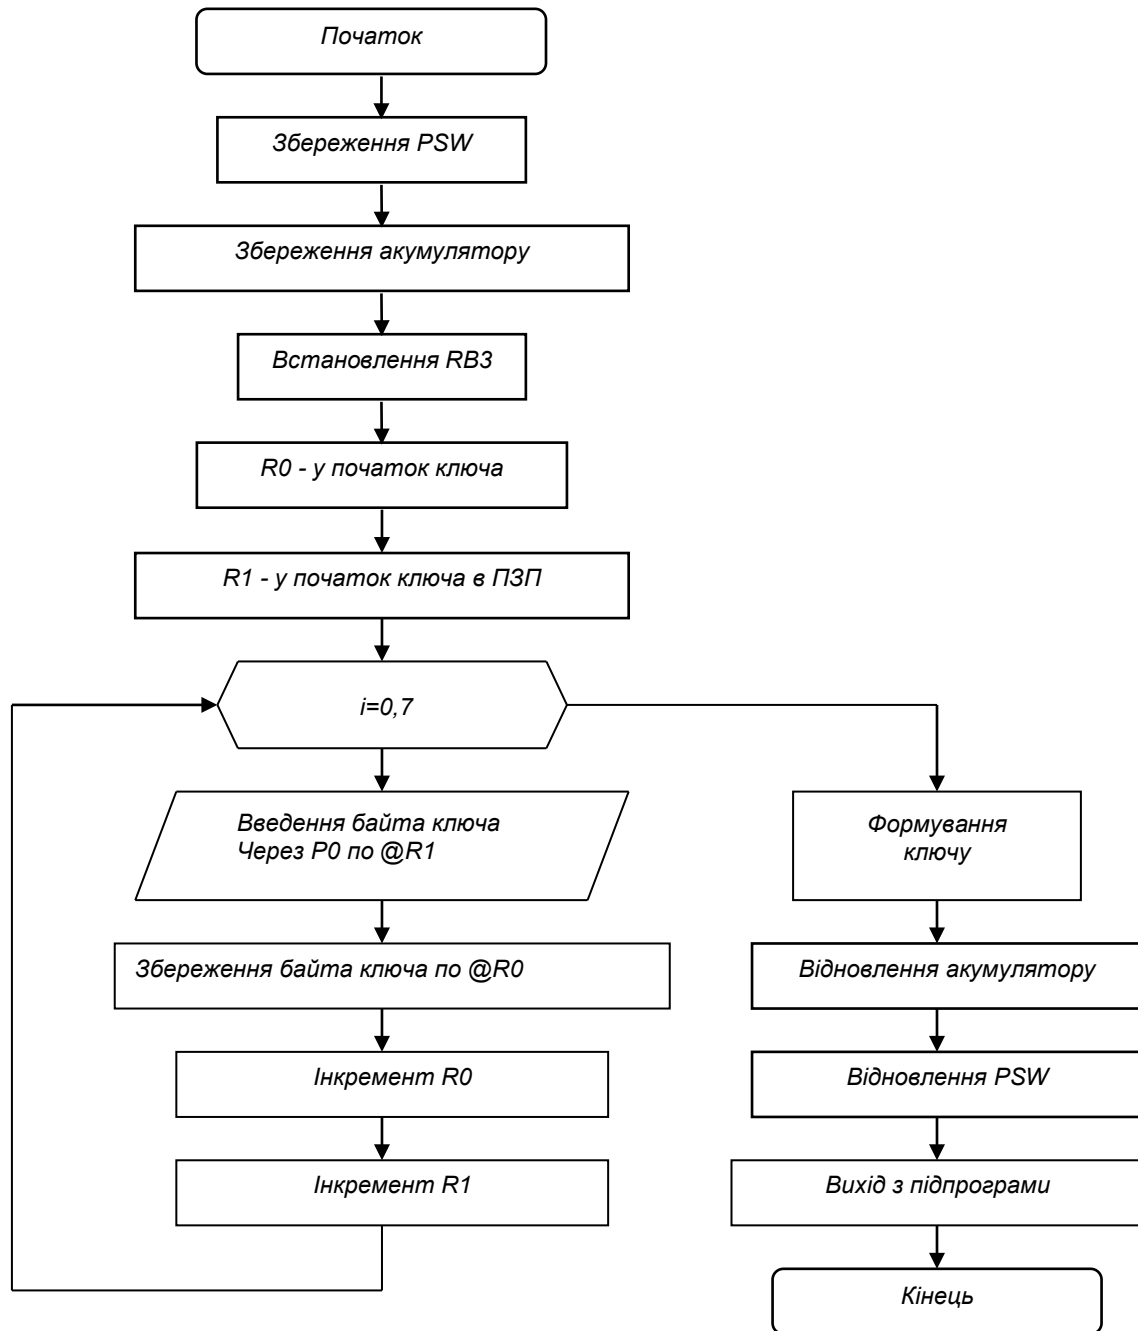 Початок
Збереження PSW
Збереження акумулятору
Встановлення RB3
R0 - у початок ключа
R1 - у початок ключа в ПЗП
i=0,7
Введення байта ключа
Через P0 по @R1
Збереження байта ключа по @R0
Інкремент R0
Інкремент R1
Формування
ключу
Відновлення акумулятору
Відновлення PSW
Вихід з підпрограми
Кінець